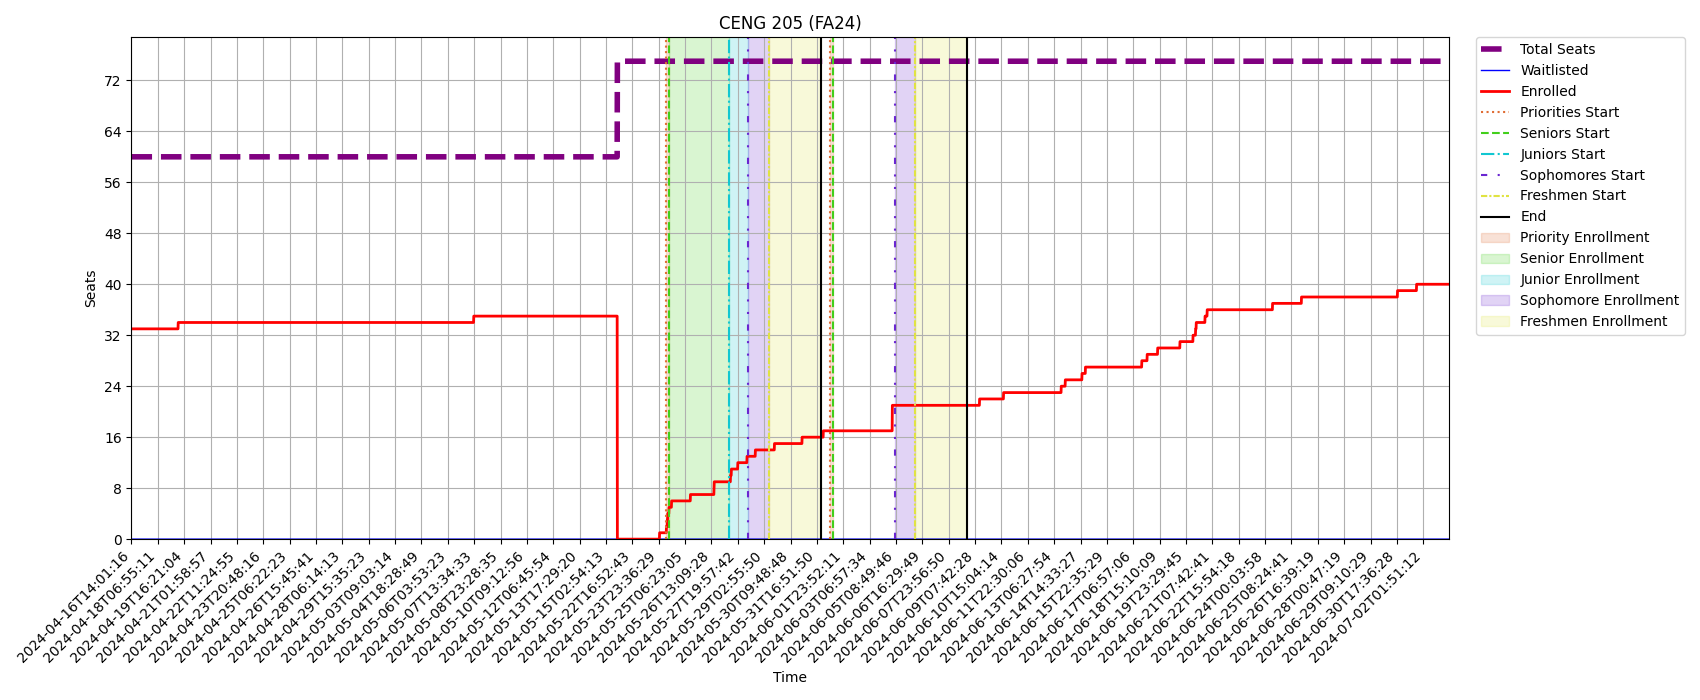 CENG 205 (FA24)
Seats
72
64
56
48
40
32
24
16
8
0
2024-04-16T14:01:16
2024-04-18T06:55:11
2024-04-19T16:21:04
2024-04-21T01:58:57
2024-04-22T11:24:55
2024-04-23T20:48:16
2024-04-25T06:22:23
2024-04-26T15:45:41
2024-04-28T06:14:13
2024-04-29T15:35:23
2024-05-03T09:03:14
2024-05-04T18:28:49
2024-05-06T03:53:23
2024-05-07T13:34:33
2024-05-08T23:28:35
2024-05-10T09:12:56
2024-05-12T06:45:54
2024-05-13T17:29:20
2024-05-15T02:54:13
2024-05-22T16:52:43
2024-05-23T23:36:29
2024-05-25T06:23:05
2024-05-26T13:09:28
2024-05-27T19:57:42
2024-05-29T02:55:50
2024-05-30T09:48:48
2024-05-31T16:51:50
2024-06-01T23:52:11
2024-06-03T06:57:34
2024-06-05T08:49:46
2024-06-06T16:29:49
2024-06-07T23:56:50
2024-06-09T07:42:28
2024-06-10T15:04:14
2024-06-11T22:30:06
2024-06-13T06:27:54
2024-06-14T14:33:27
2024-06-15T22:35:29
2024-06-17T06:57:06
2024-06-18T15:10:09
2024-06-19T23:29:45
2024-06-21T07:42:41
2024-06-22T15:54:18
2024-06-24T00:03:58
2024-06-25T08:24:41
2024-06-26T16:39:19
2024-06-28T00:47:19
2024-06-29T09:10:29
2024-06-30T17:36:28
2024-07-02T01:51:12
Time
Total Seats
Waitlisted
Enrolled
Priorities Start
Seniors Start
Juniors Start
Sophomores Start
Freshmen Start
End
Priority Enrollment
Senior Enrollment
Junior Enrollment
Sophomore Enrollment
Freshmen Enrollment